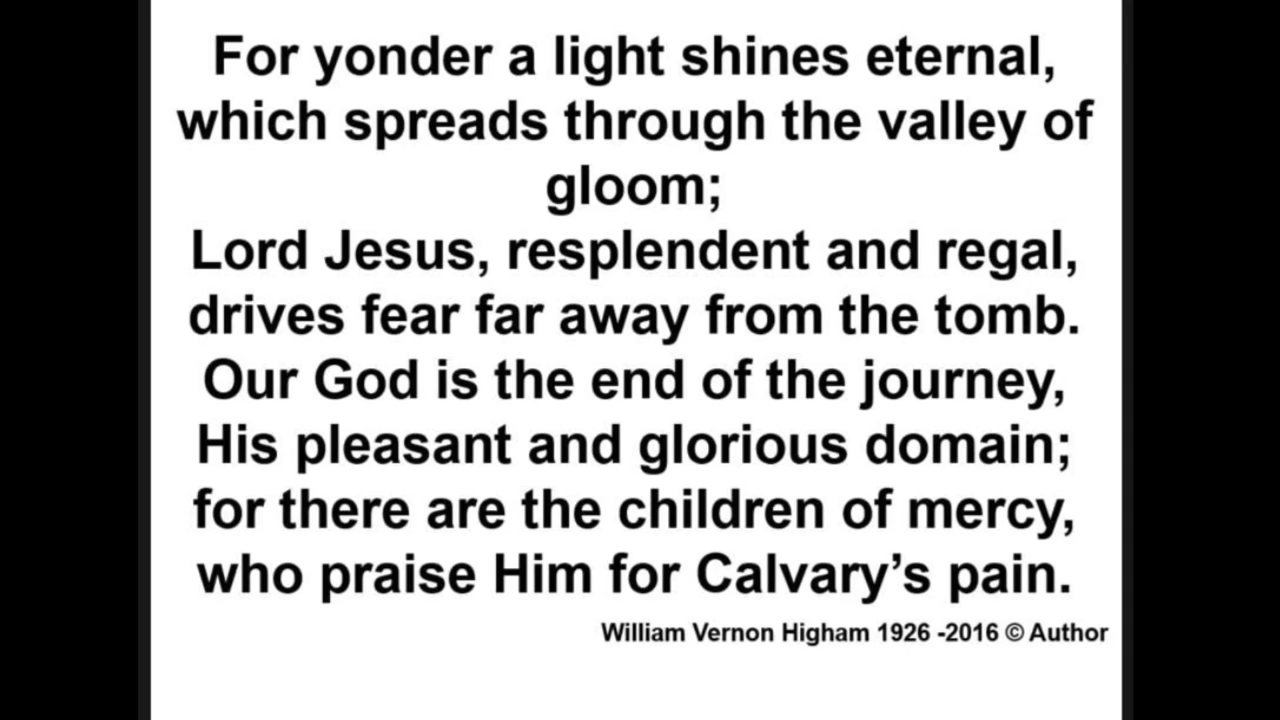 For yonder a light shines eternal,
which spreads through the valley of
gloom;
Lord Jesus, resplendent and regal,
drives fear far away from the tomb.
Our God is the end of the journey,
His pleasant and glorious domain;
for there are the children of mercy,
who praise Him for Calvary’s pain.
William Vernon Higham 1926 -2016 © Author